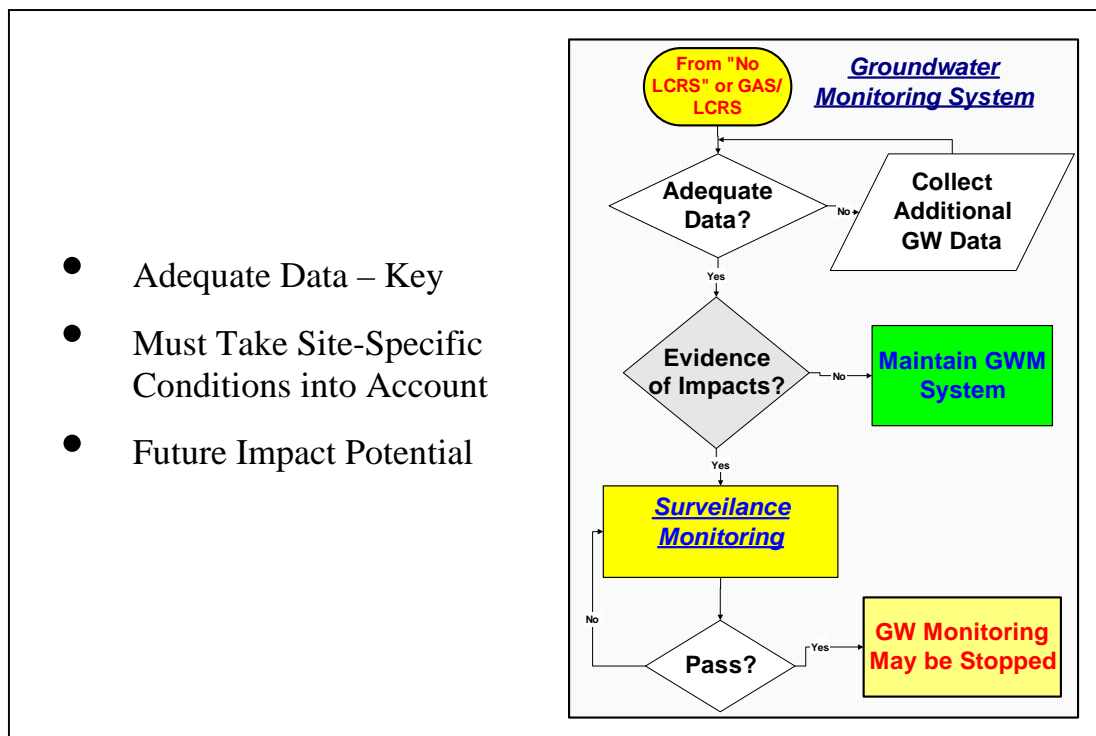 • Adequate Data – Key
• Must Take Site-Specific
Conditions into Account
• Future Impact Potential
From "No
LCRS" or GAS/
LCRS
Groundwater
Monitoring System
Adequate
Data?
No
Collect
Additional
GW Data
Yes
Evidence
of Impacts?
No
Maintain GWM
System
Yes
Surveilance
Monitoring
No
Pass?
Yes
GW Monitoring
May be Stopped